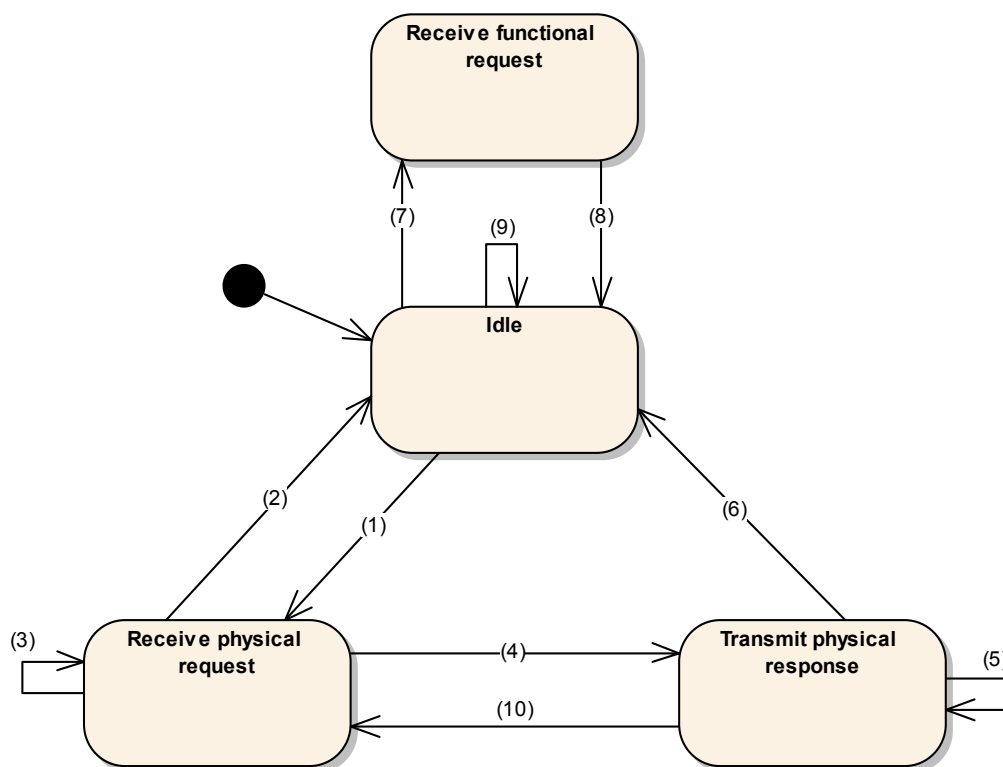 Receive functional
request
(7)
(8)
(9)
Idle
(2)
(1)
(6)
Receive physical
request
(3)
(4)
(10)
Transmit physical
response
(5)